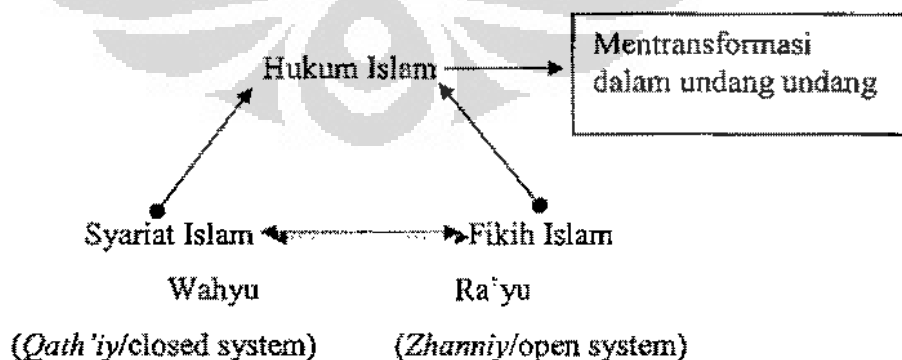 Hukum Islam
Mentransformasi
dalam undang undang
Syariat Islam
Fikih Islam
Wahyu
Ra'yu
(Qath'iy/closed system)
(Zhanniy/open system)